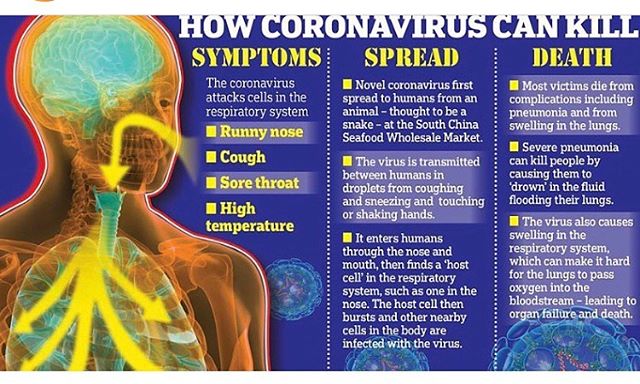 HOW CORONAVIRUS CAN KILL
SYMPTOMS
The coronavirus
attacks cells in the
respiratory system
Runny nose
Cough
Sore throat
High
temperature
SPREAD
Novel coronavirus first
spread to humans from an
animal – thought to be a
snake – at the South China
Seafood Wholesale Market.
The virus is transmitted
between humans in
droplets from coughing
and sneezing and touching
or shaking hands.
It enters humans
through the nose and
mouth, then finds a 'host
cell' in the respiratory
system, such as one in the
nose. The host cell then
bursts and other nearby
cells in the body are
infected with the virus.
DEATH
Most victims die from
complications including
pneumonia and from
swelling in the lungs.
Severe pneumonia
can kill people by
causing them to
'drown' in the fluid
flooding their lungs.
The virus also causes
swelling in the
respiratory system,
which can make it hard
for the lungs to pass
oxygen into the
bloodstream – leading to
organ failure and death.